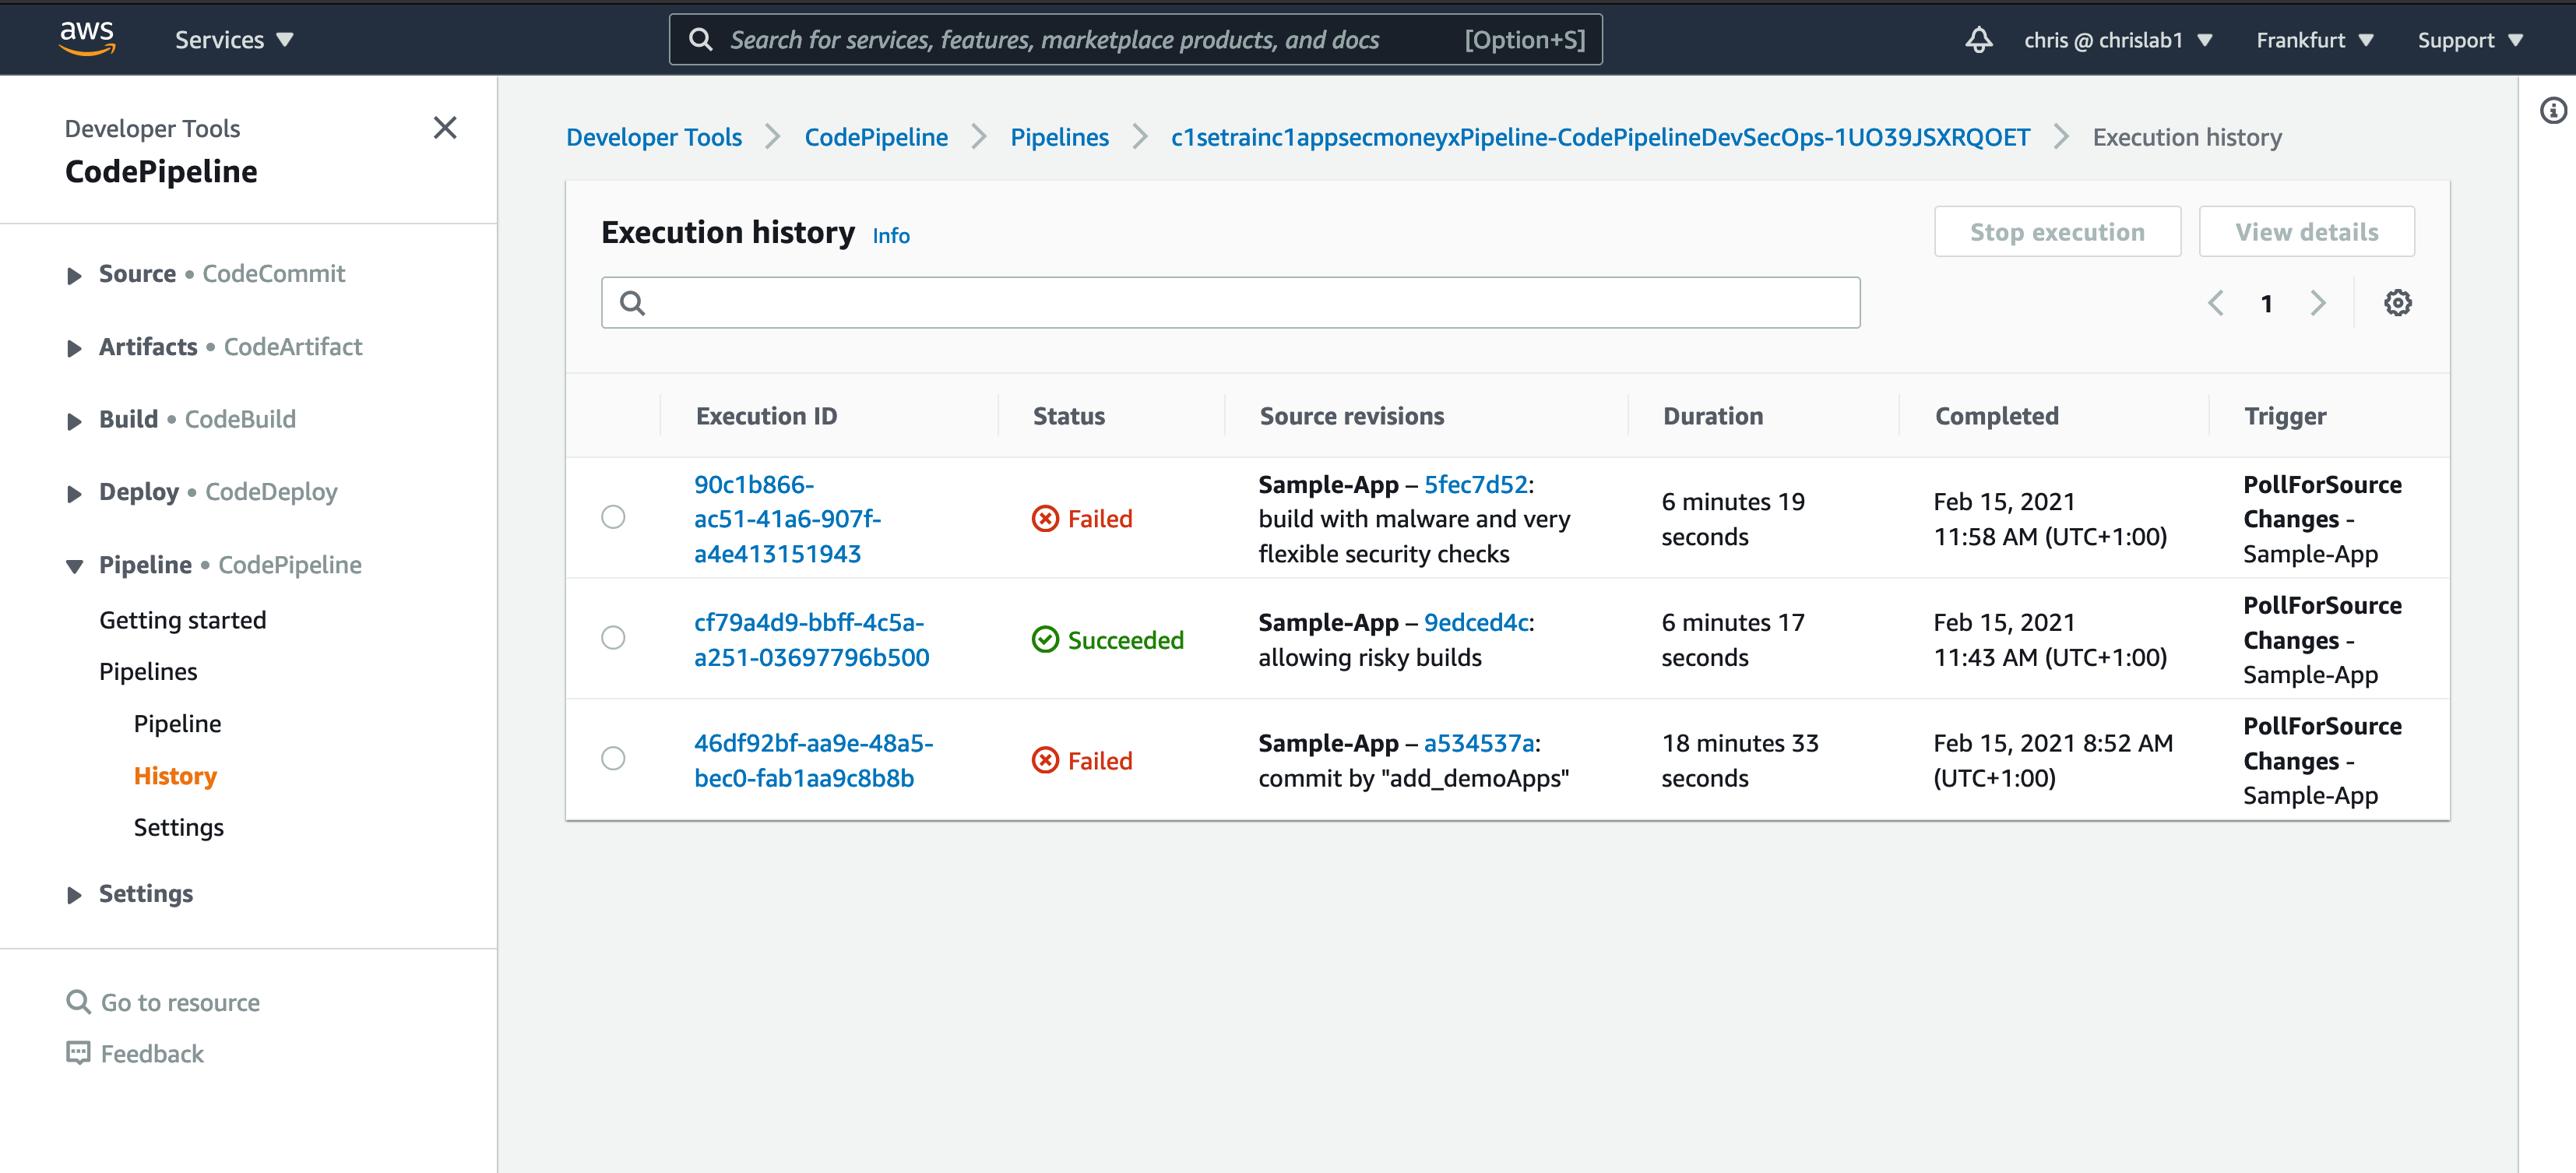 aws
Services
Search for services, features, marketplace products, and docs
[Option+S]
chris @ chrislab1
Frankfurt
Support
Developer Tools
CodePipeline
Source • CodeCommit
Artifacts • CodeArtifact
Build • CodeBuild
Deploy • CodeDeploy
Pipeline • CodePipeline
Getting started
Pipelines
Pipeline
History
Settings
Settings
Go to resource
Feedback
Developer Tools
CodePipeline
Pipelines
c1setrainc1appsecmoneyxPipeline-CodePipelineDevSecOps-1UO39JSXRQOET
Execution history
Execution history Info
Stop execution
View details
1
Execution ID
Status
Source revisions
Duration
Completed
Trigger
90c1b866-
ac51-41a6-907f-
a4e413151943
Failed
Sample-App – 5fec7d52:
build with malware and very
flexible security checks
6 minutes 19
seconds
Feb 15, 2021
11:58 AM (UTC+1:00)
PollForSource
Changes -
Sample-App
cf79a4d9-bbff-4c5a-
a251-03697796b500
Succeeded
Sample-App – 9edced4c:
allowing risky builds
6 minutes 17
seconds
Feb 15, 2021
11:43 AM (UTC+1:00)
PollForSource
Changes -
Sample-App
46df92bf-aa9e-48a5-
bec0-fab1aa9c8b8b
Failed
Sample-App – a534537a:
commit by "add_demoApps"
18 minutes 33
seconds
Feb 15, 2021 8:52 AM
(UTC+1:00)
PollForSource
Changes -
Sample-App